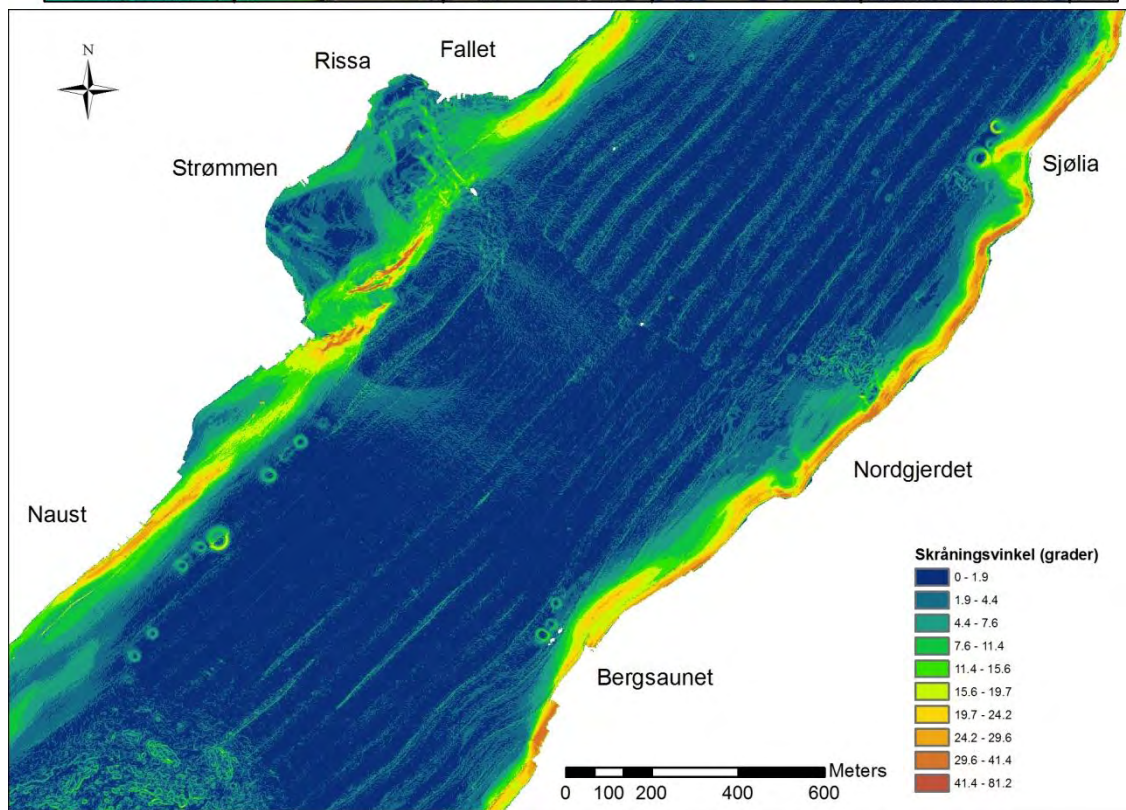 N
Fallet
Rissa
Strømmen
Sjølia
Nordgjerdet
Naust
Bergsaunet
Skråningsvinkel (grader)
0 - 1.9
1.9 - 4.4
4.4 - 7.6
7.6 - 11.4
11.4 - 15.6
15.6 - 19.7
19.7 - 24.2
24.2 - 29.6
29.6 - 41.4
41.4 - 81.2
Meters
0 100 200 400 600